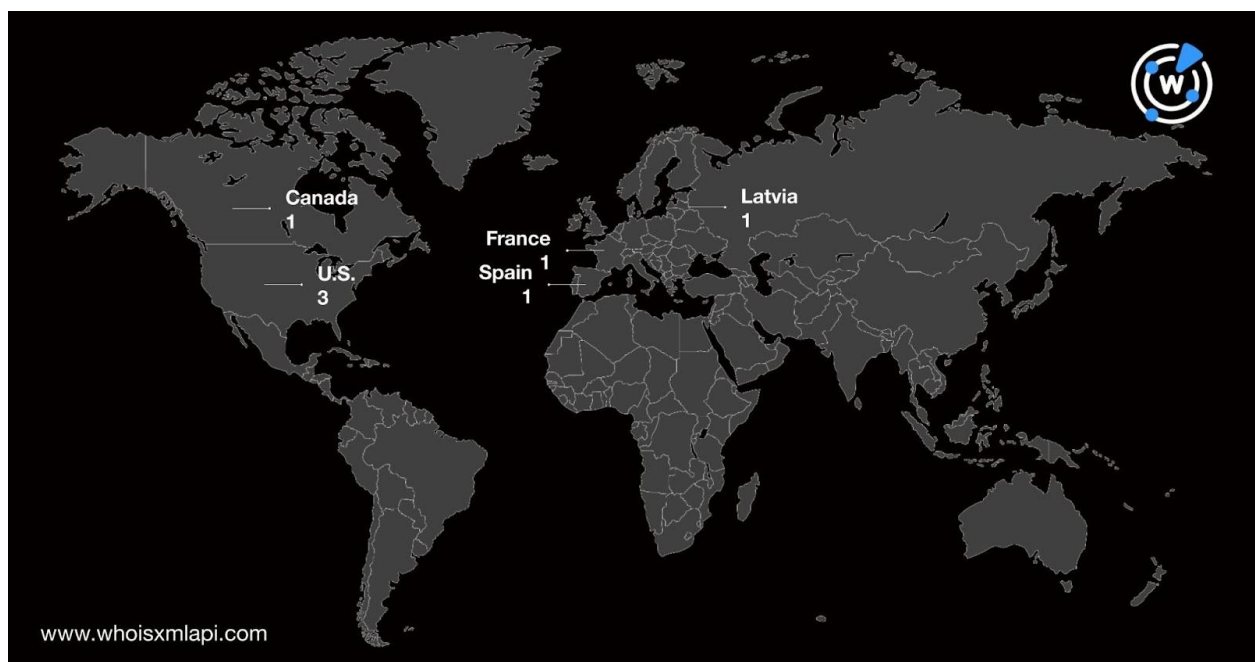 W
Canada
1
Latvia
1
France
1
U.S.
3
Spain
1
www.whoisxmlapi.com